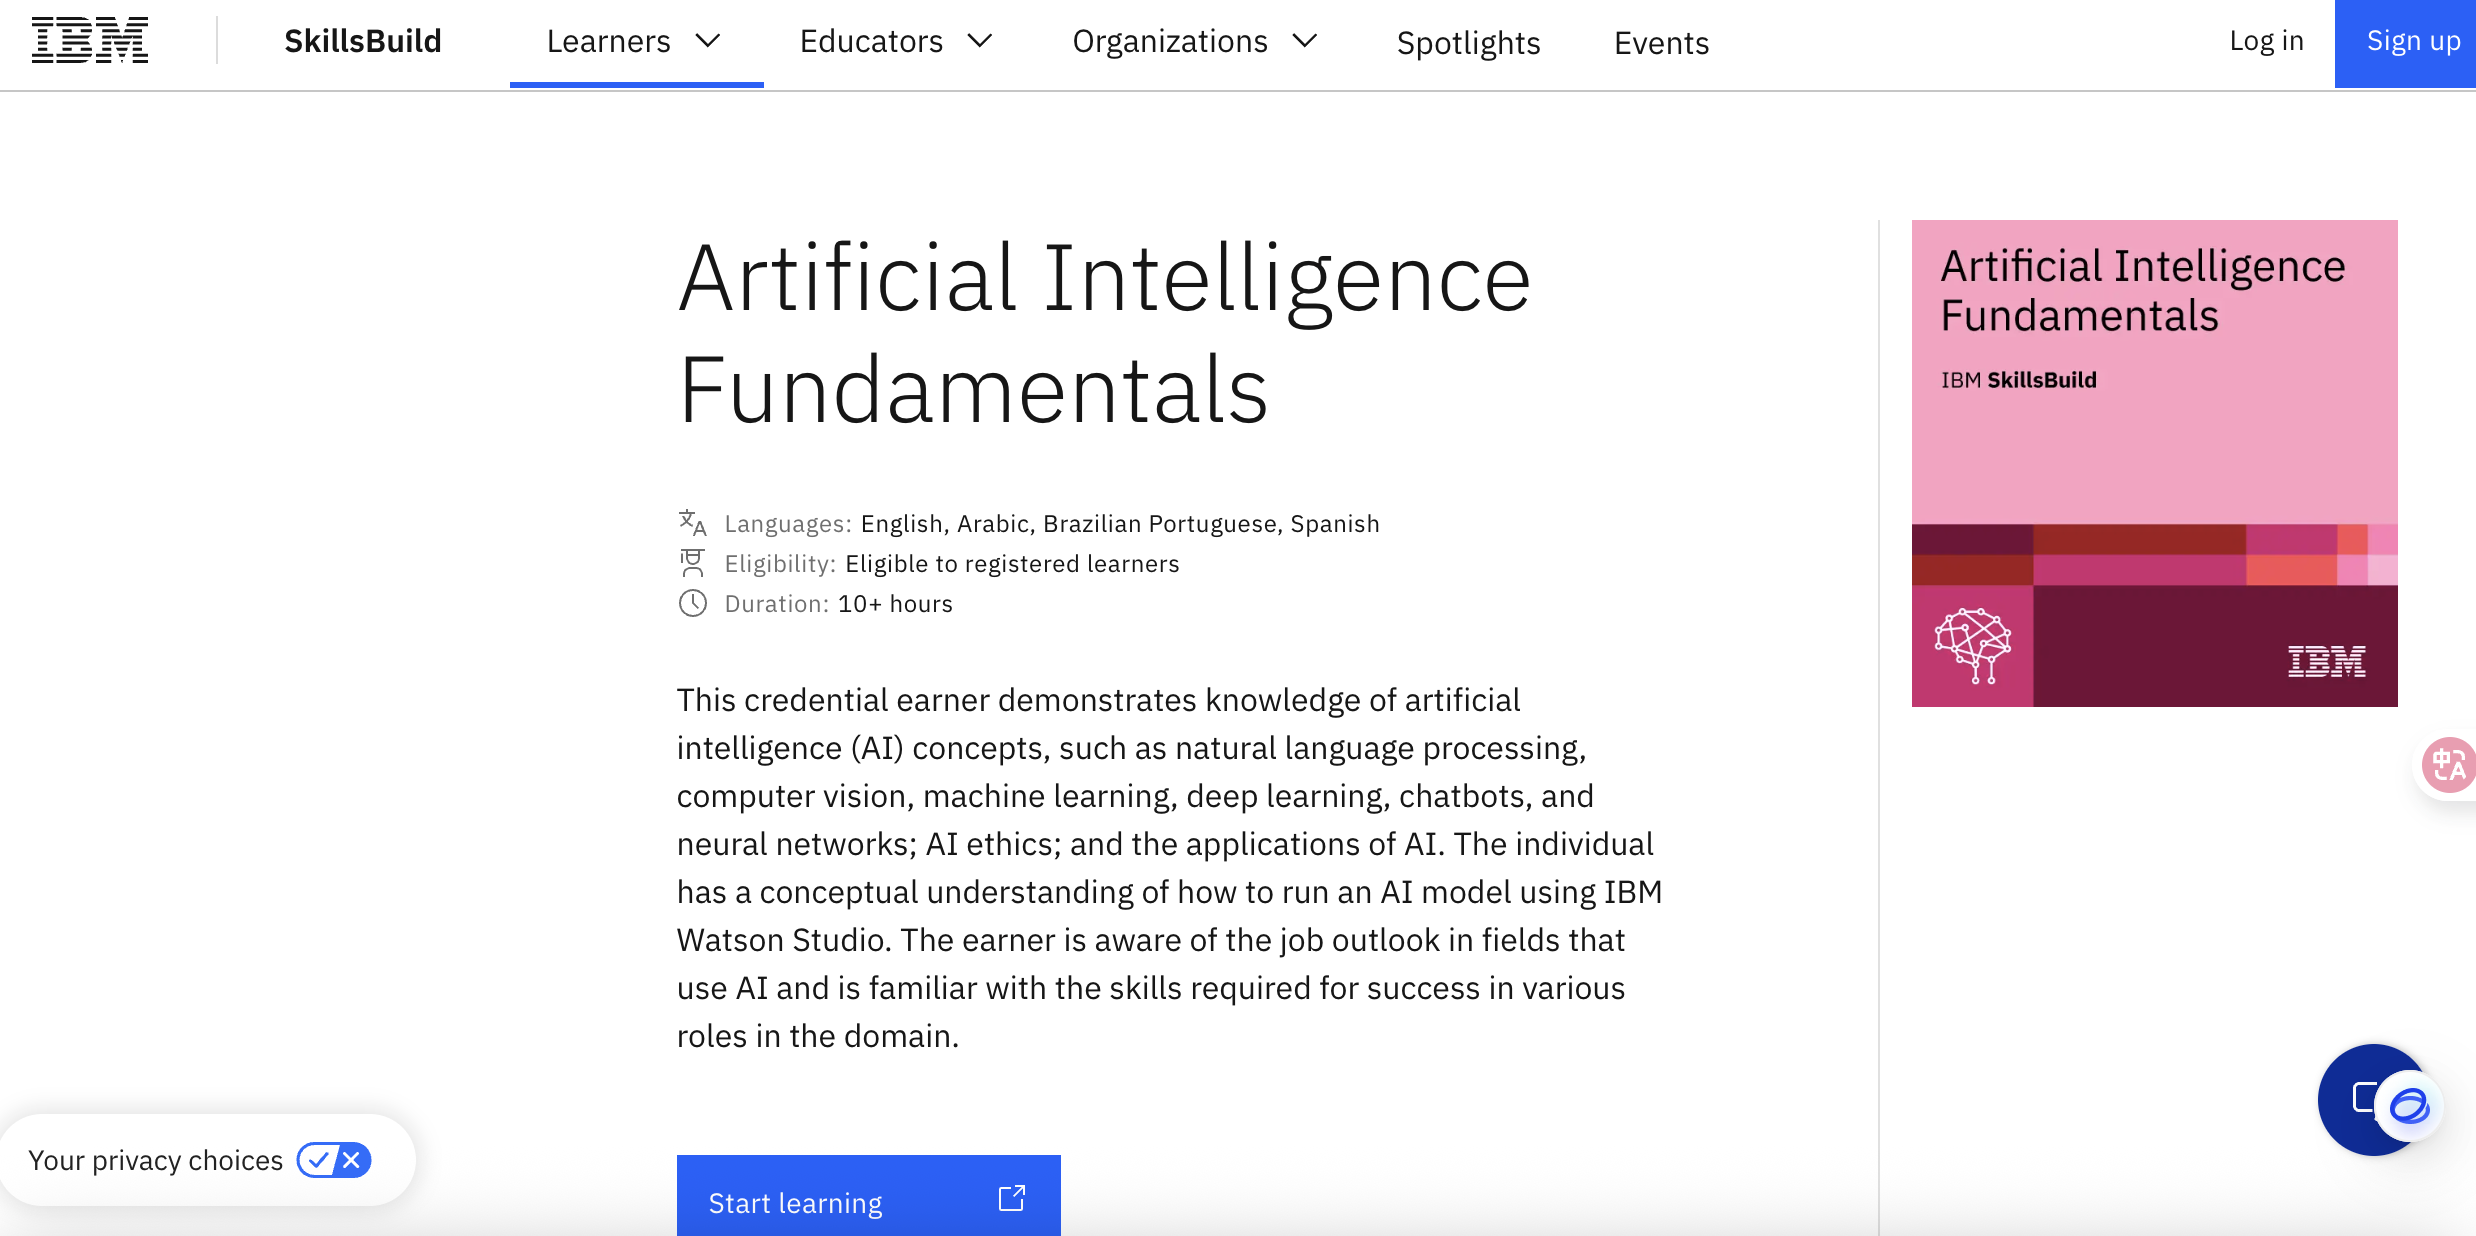 IBM
SkillsBuild
Learners
Educators
Organizations
Spotlights
Events
Log in
Sign up
Artificial Intelligence
Fundamentals
Languages: English, Arabic, Brazilian Portuguese, Spanish
Eligibility: Eligible to registered learners
Duration: 10+ hours
This credential earner demonstrates knowledge of artificial
intelligence (AI) concepts, such as natural language processing,
computer vision, machine learning, deep learning, chatbots, and
neural networks; AI ethics; and the applications of AI. The individual
has a conceptual understanding of how to run an AI model using IBM
Watson Studio. The earner is aware of the job outlook in fields that
use AI and is familiar with the skills required for success in various
roles in the domain.
Start learning
Artificial Intelligence
Fundamentals
IBM SkillsBuild
IBM
中A
Your privacy choices